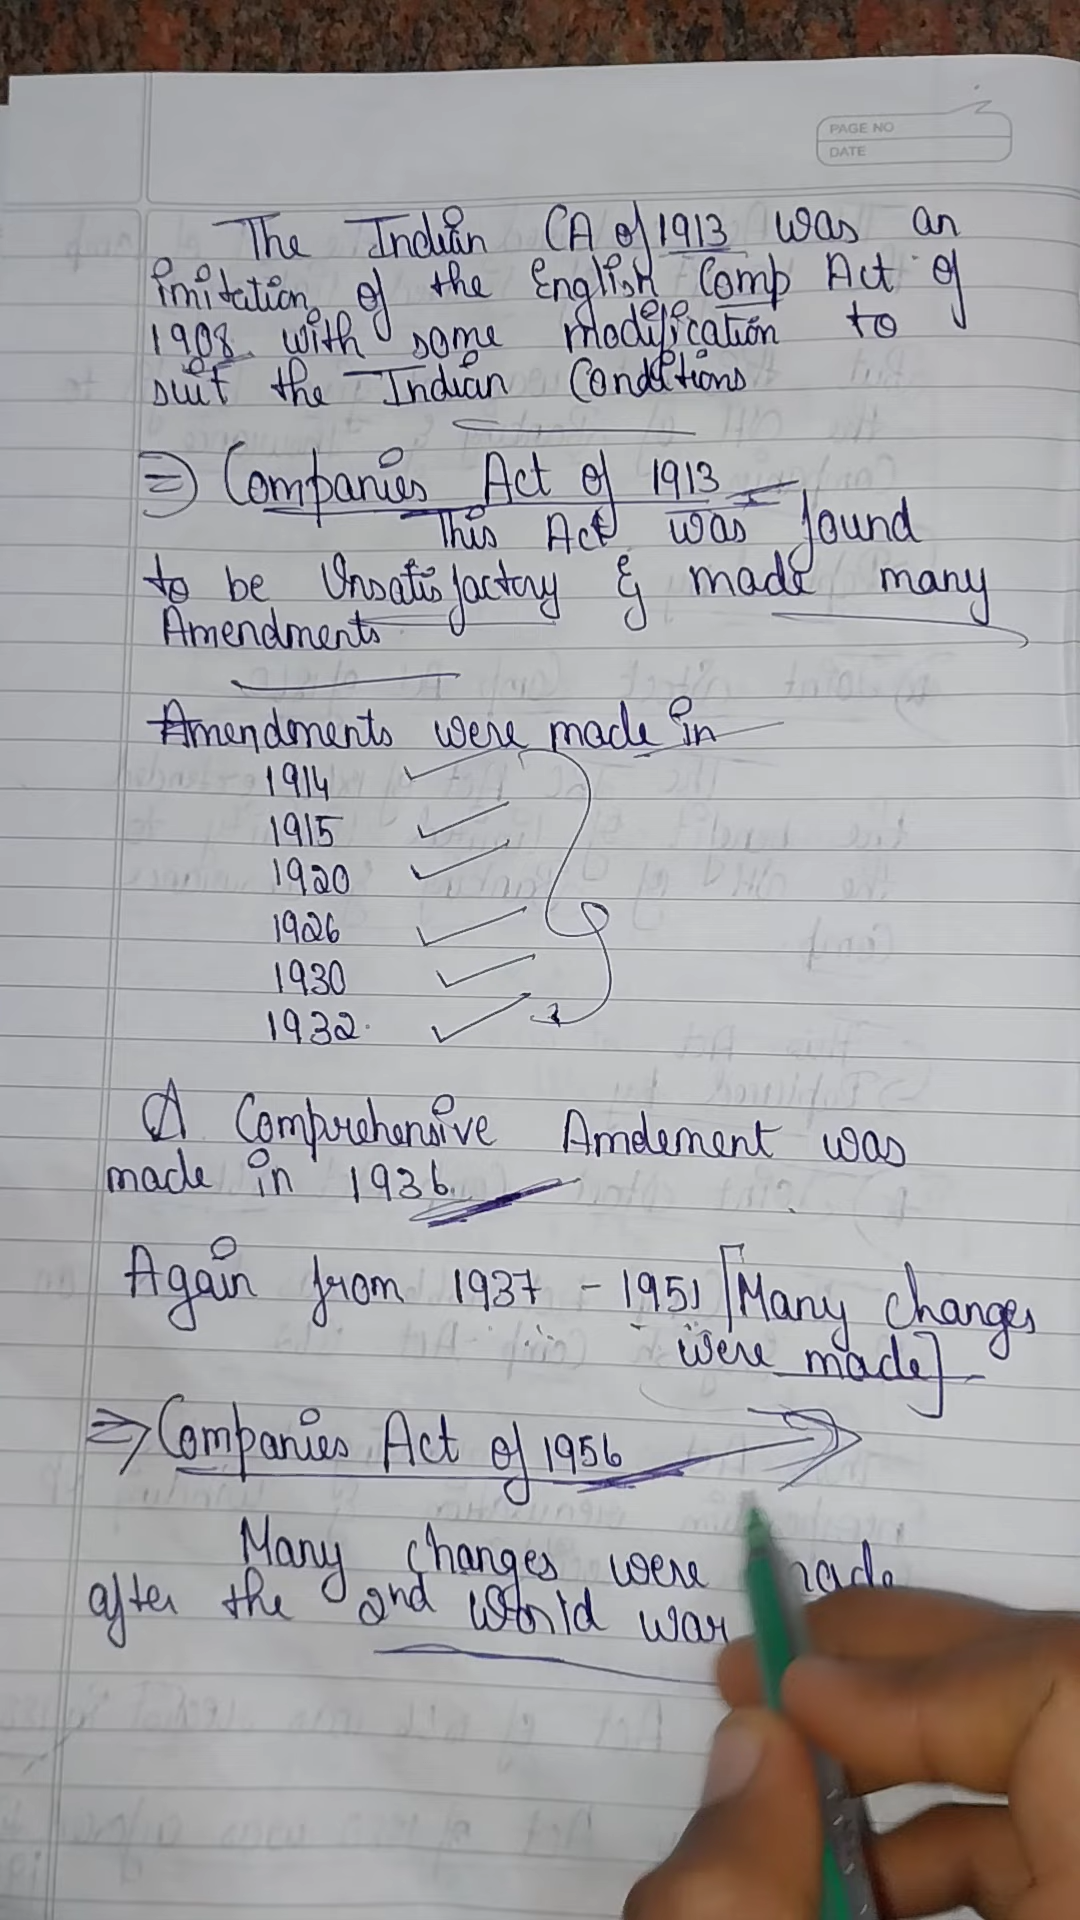 PAGE NO
DATE
The Indian CA of 1913 was an
imitation of the English Comp Act of
1908 with some modification to
suit the Indian Conditions
⇒ Companies Act of 1913
This Act was found
to be Unsatisfactory & made many
Amendments
Amendments were made in
1914
1915
1920
1926
1930
1932.
A Comprehensive Amdement was
made in 1936.
Again from 1937 - 1951 [Many changes
were made]
⇒ Companies Act of 1956
Many changes were made
after the 2nd World war